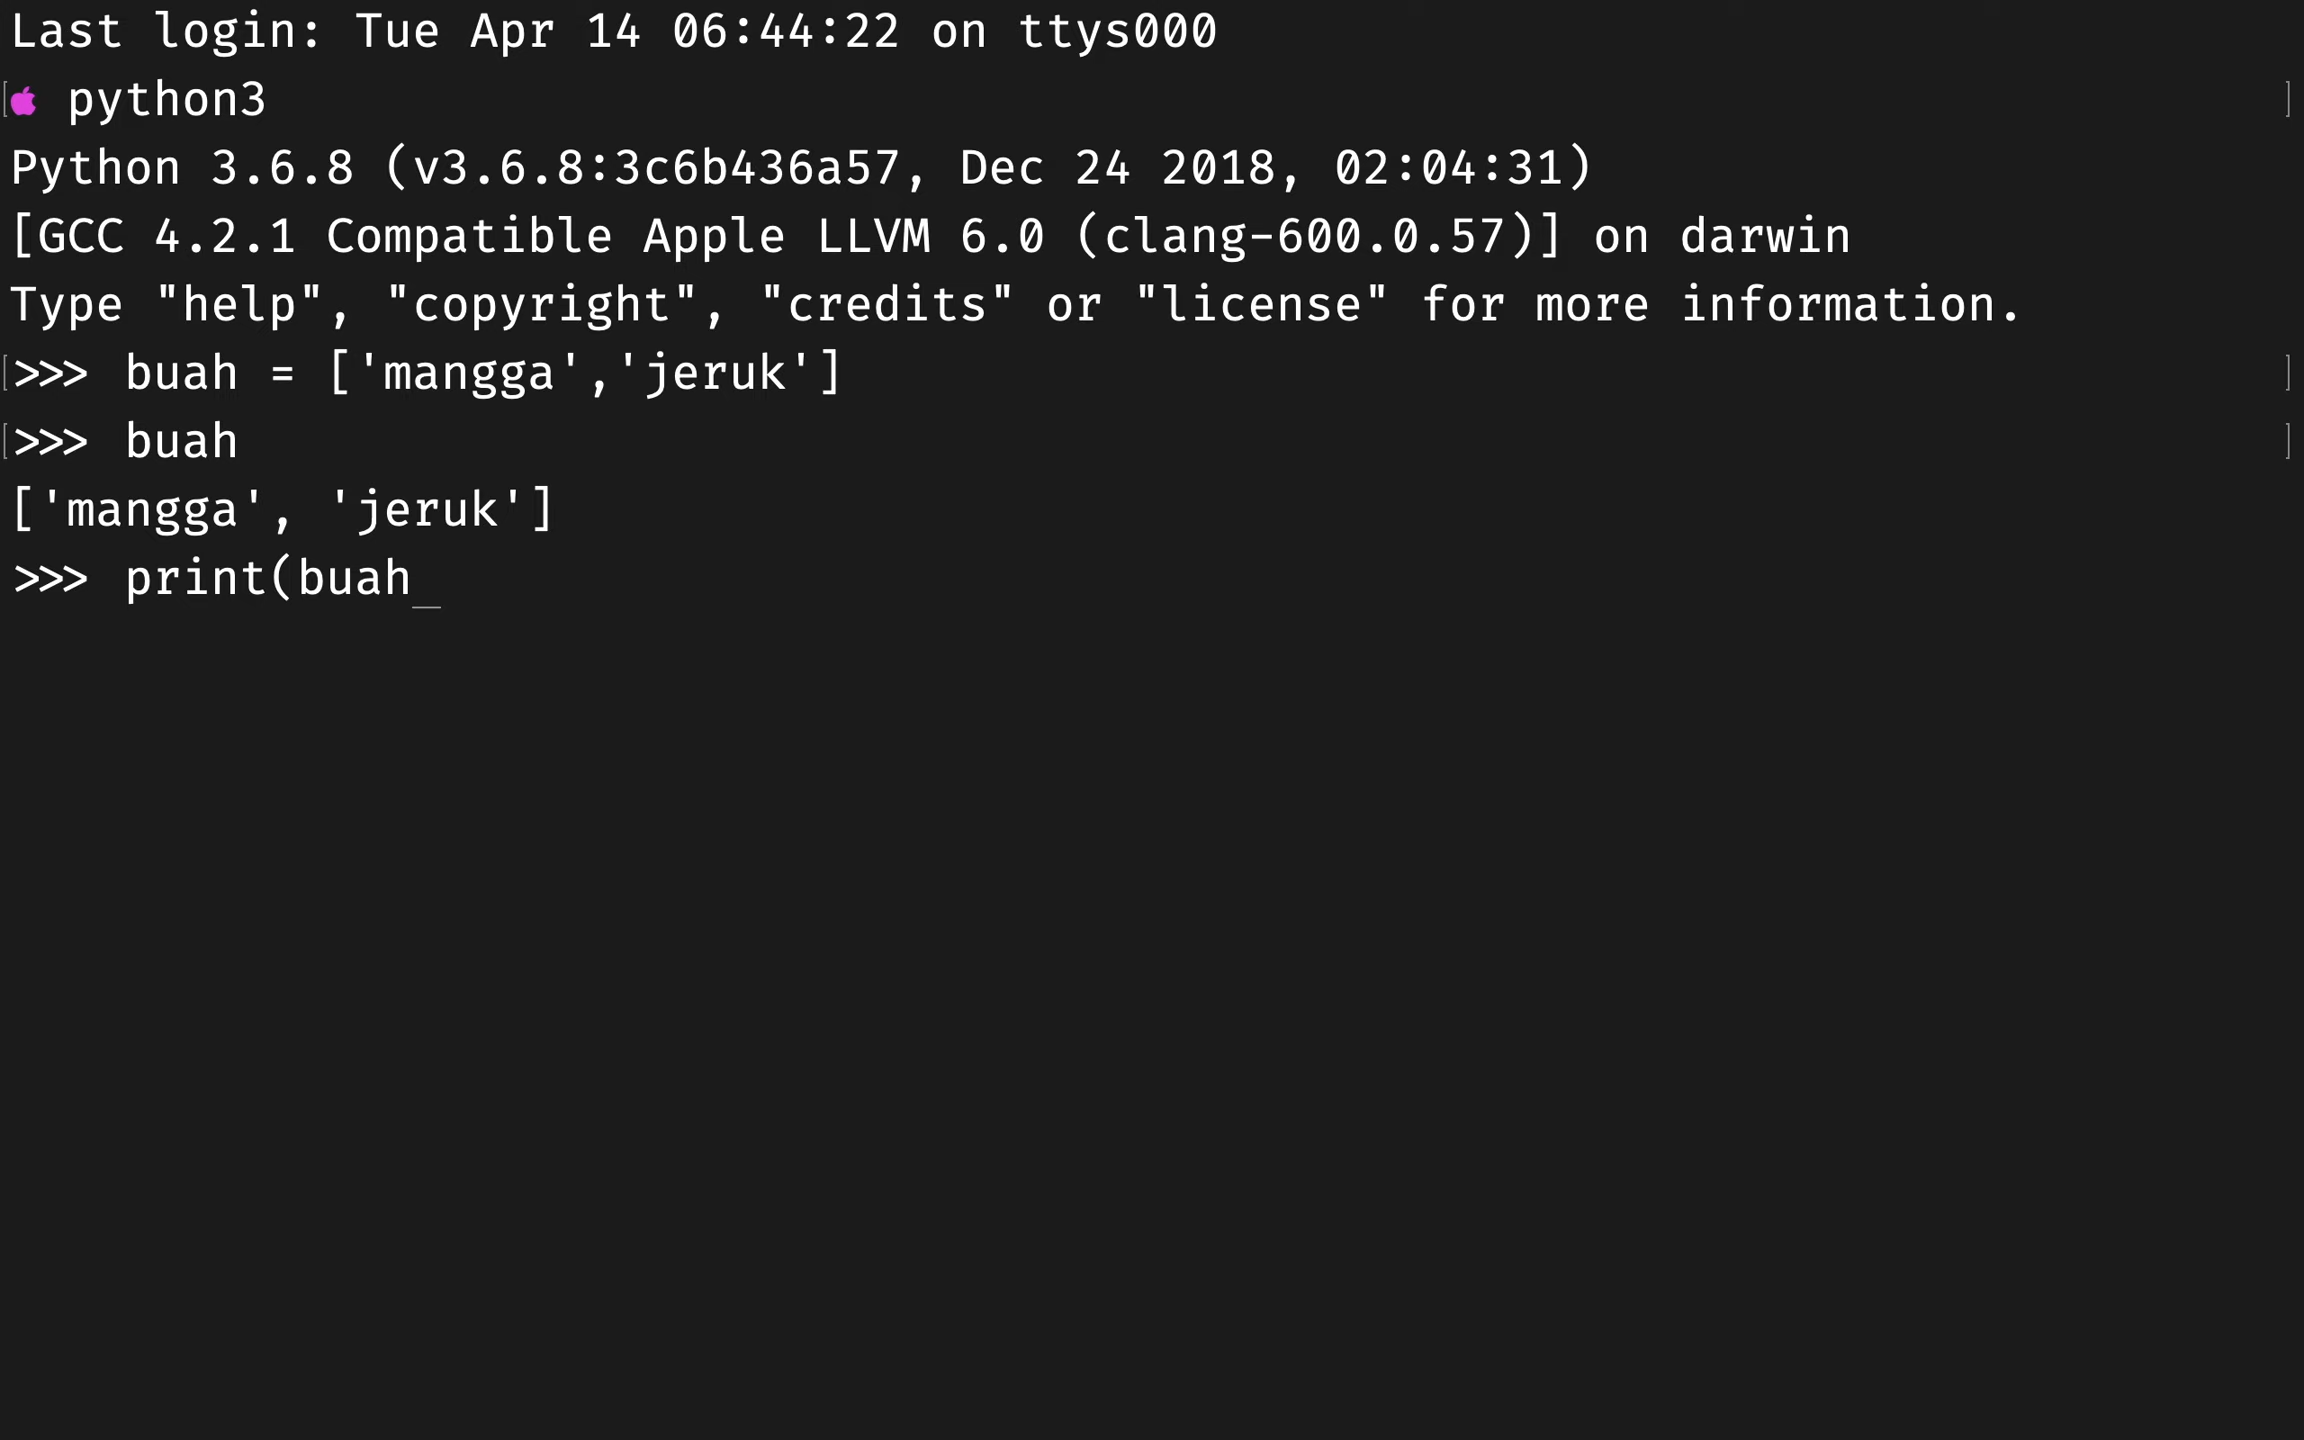 Last login: Tue Apr 14 06:44:22 on ttys000
python3
Python 3.6.8 (v3.6.8:3c6b436a57, Dec 24 2018, 02:04:31)
[GCC 4.2.1 Compatible Apple LLVM 6.0 (clang-600.0.57)] on darwin
Type "help", "copyright", "credits" or "license" for more information.
>>> buah = ['mangga','jeruk']
>>> buah
['mangga', 'jeruk']
>>> print(buah_